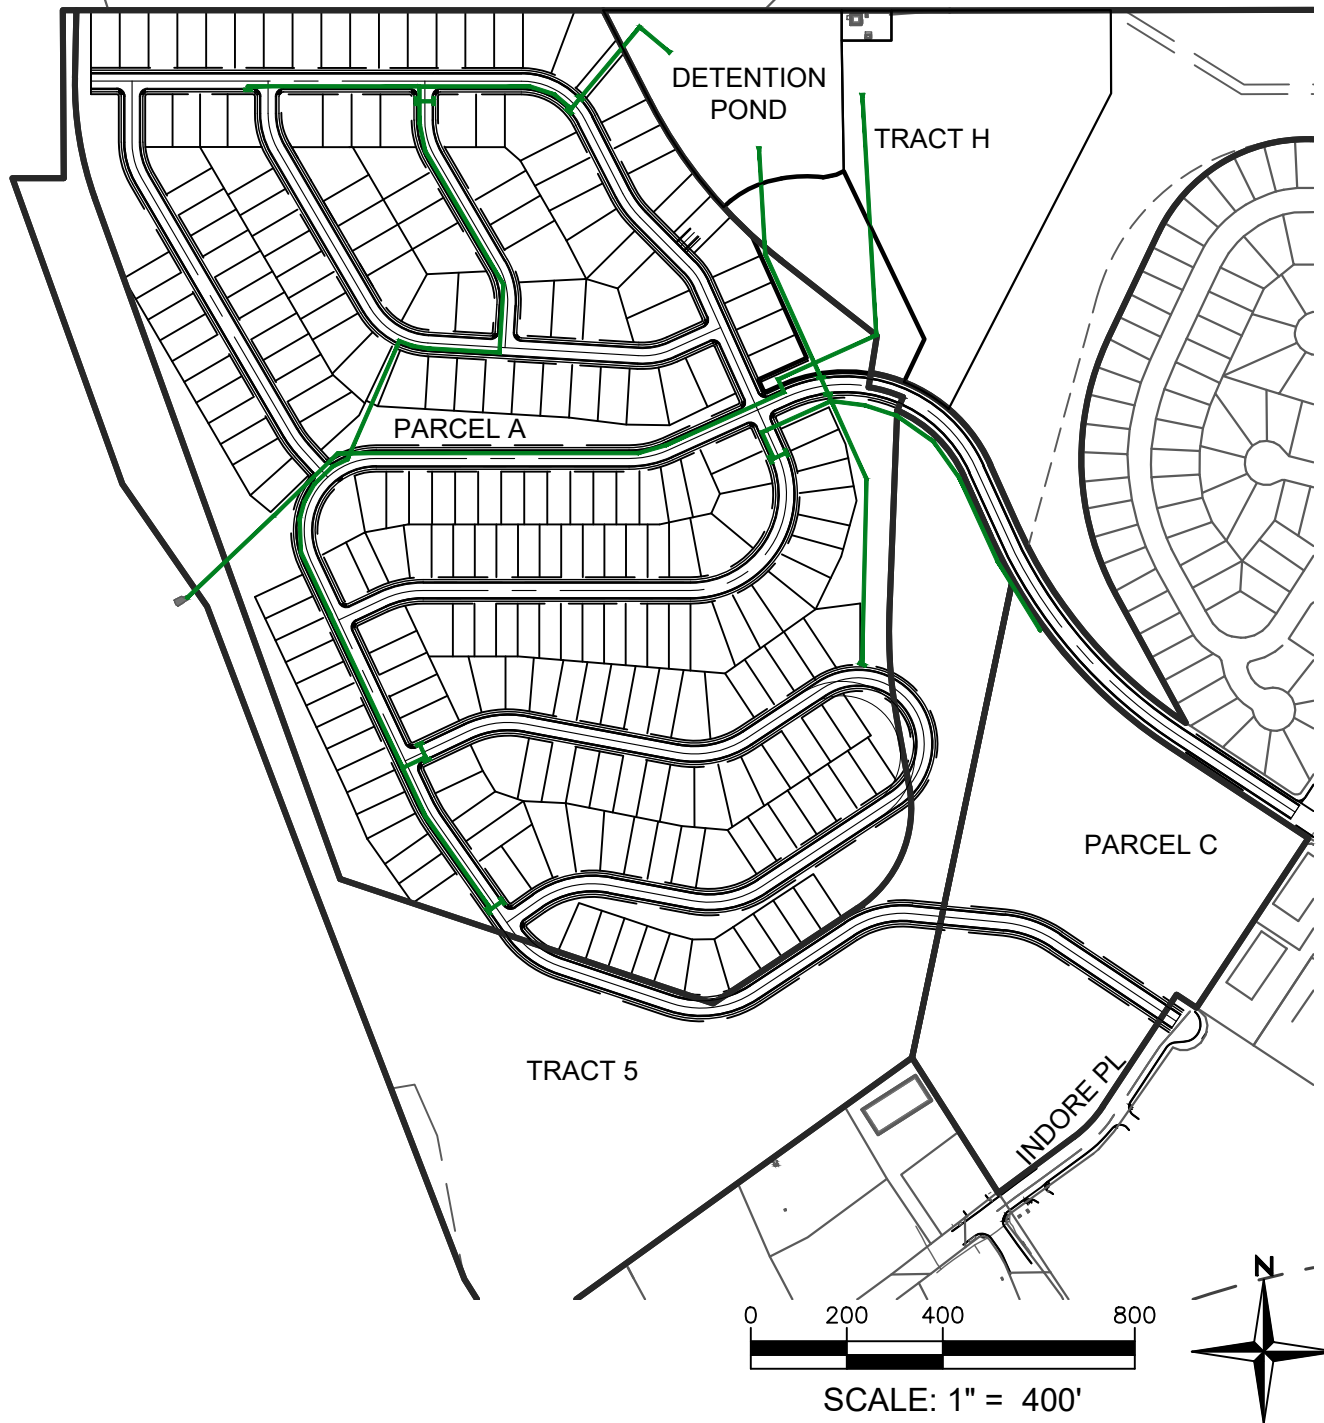 DETENTION
POND
TRACT H
PARCEL A
PARCEL C
TRACT 5
INDORE PL
N
0 200 400 800
SCALE: 1" = 400'